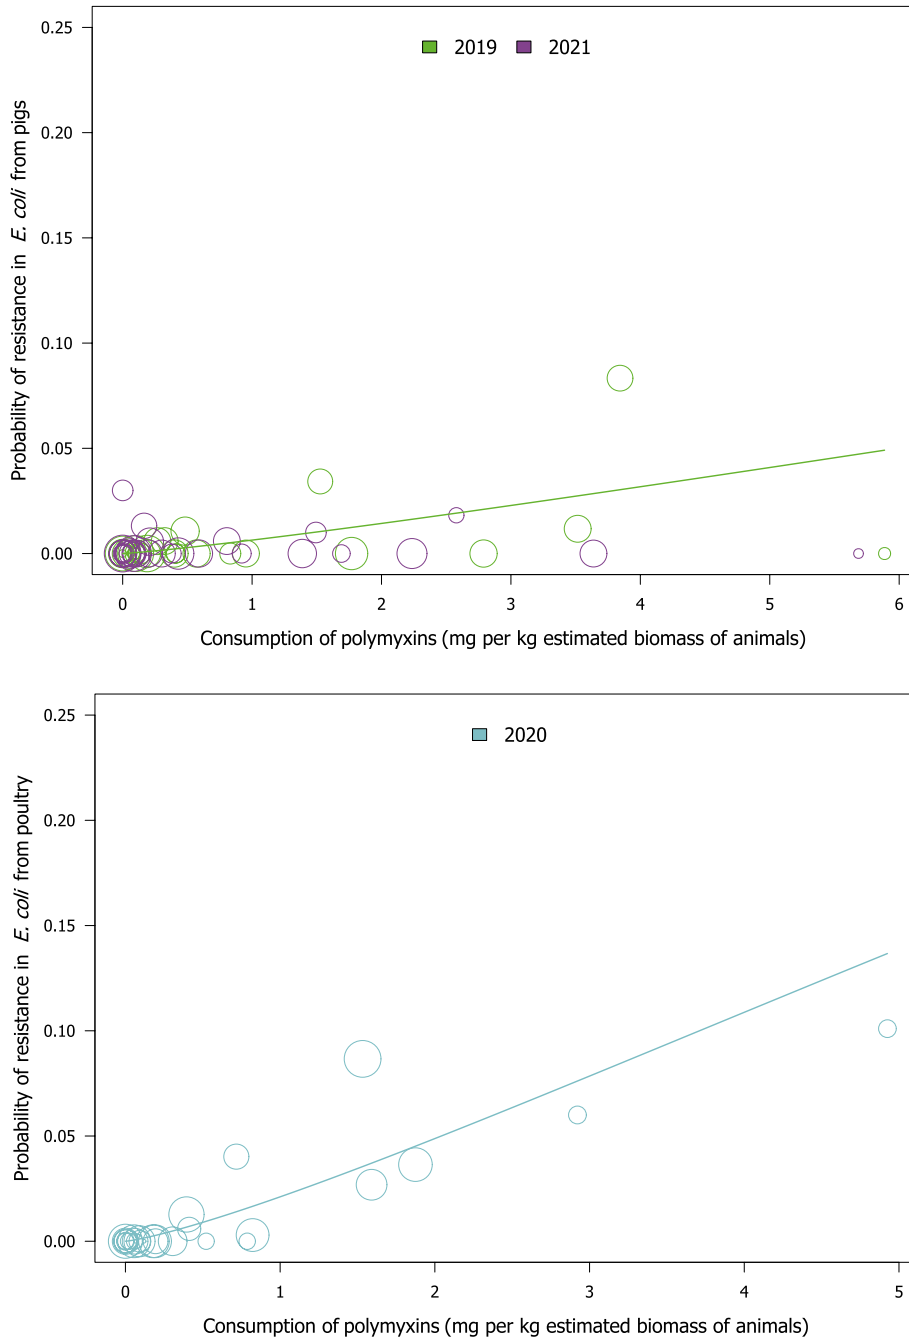 2019 2021
0.25
0.20
0.15
0.10
0.05
0.00
Probability of resistance in E. coli from pigs
0 1 2 3 4 5 6
Consumption of polymyxins (mg per kg estimated biomass of animals)
2020
0.25
0.20
0.15
0.10
0.05
0.00
Probability of resistance in E. coli from poultry
0 1 2 3 4 5
Consumption of polymyxins (mg per kg estimated biomass of animals)